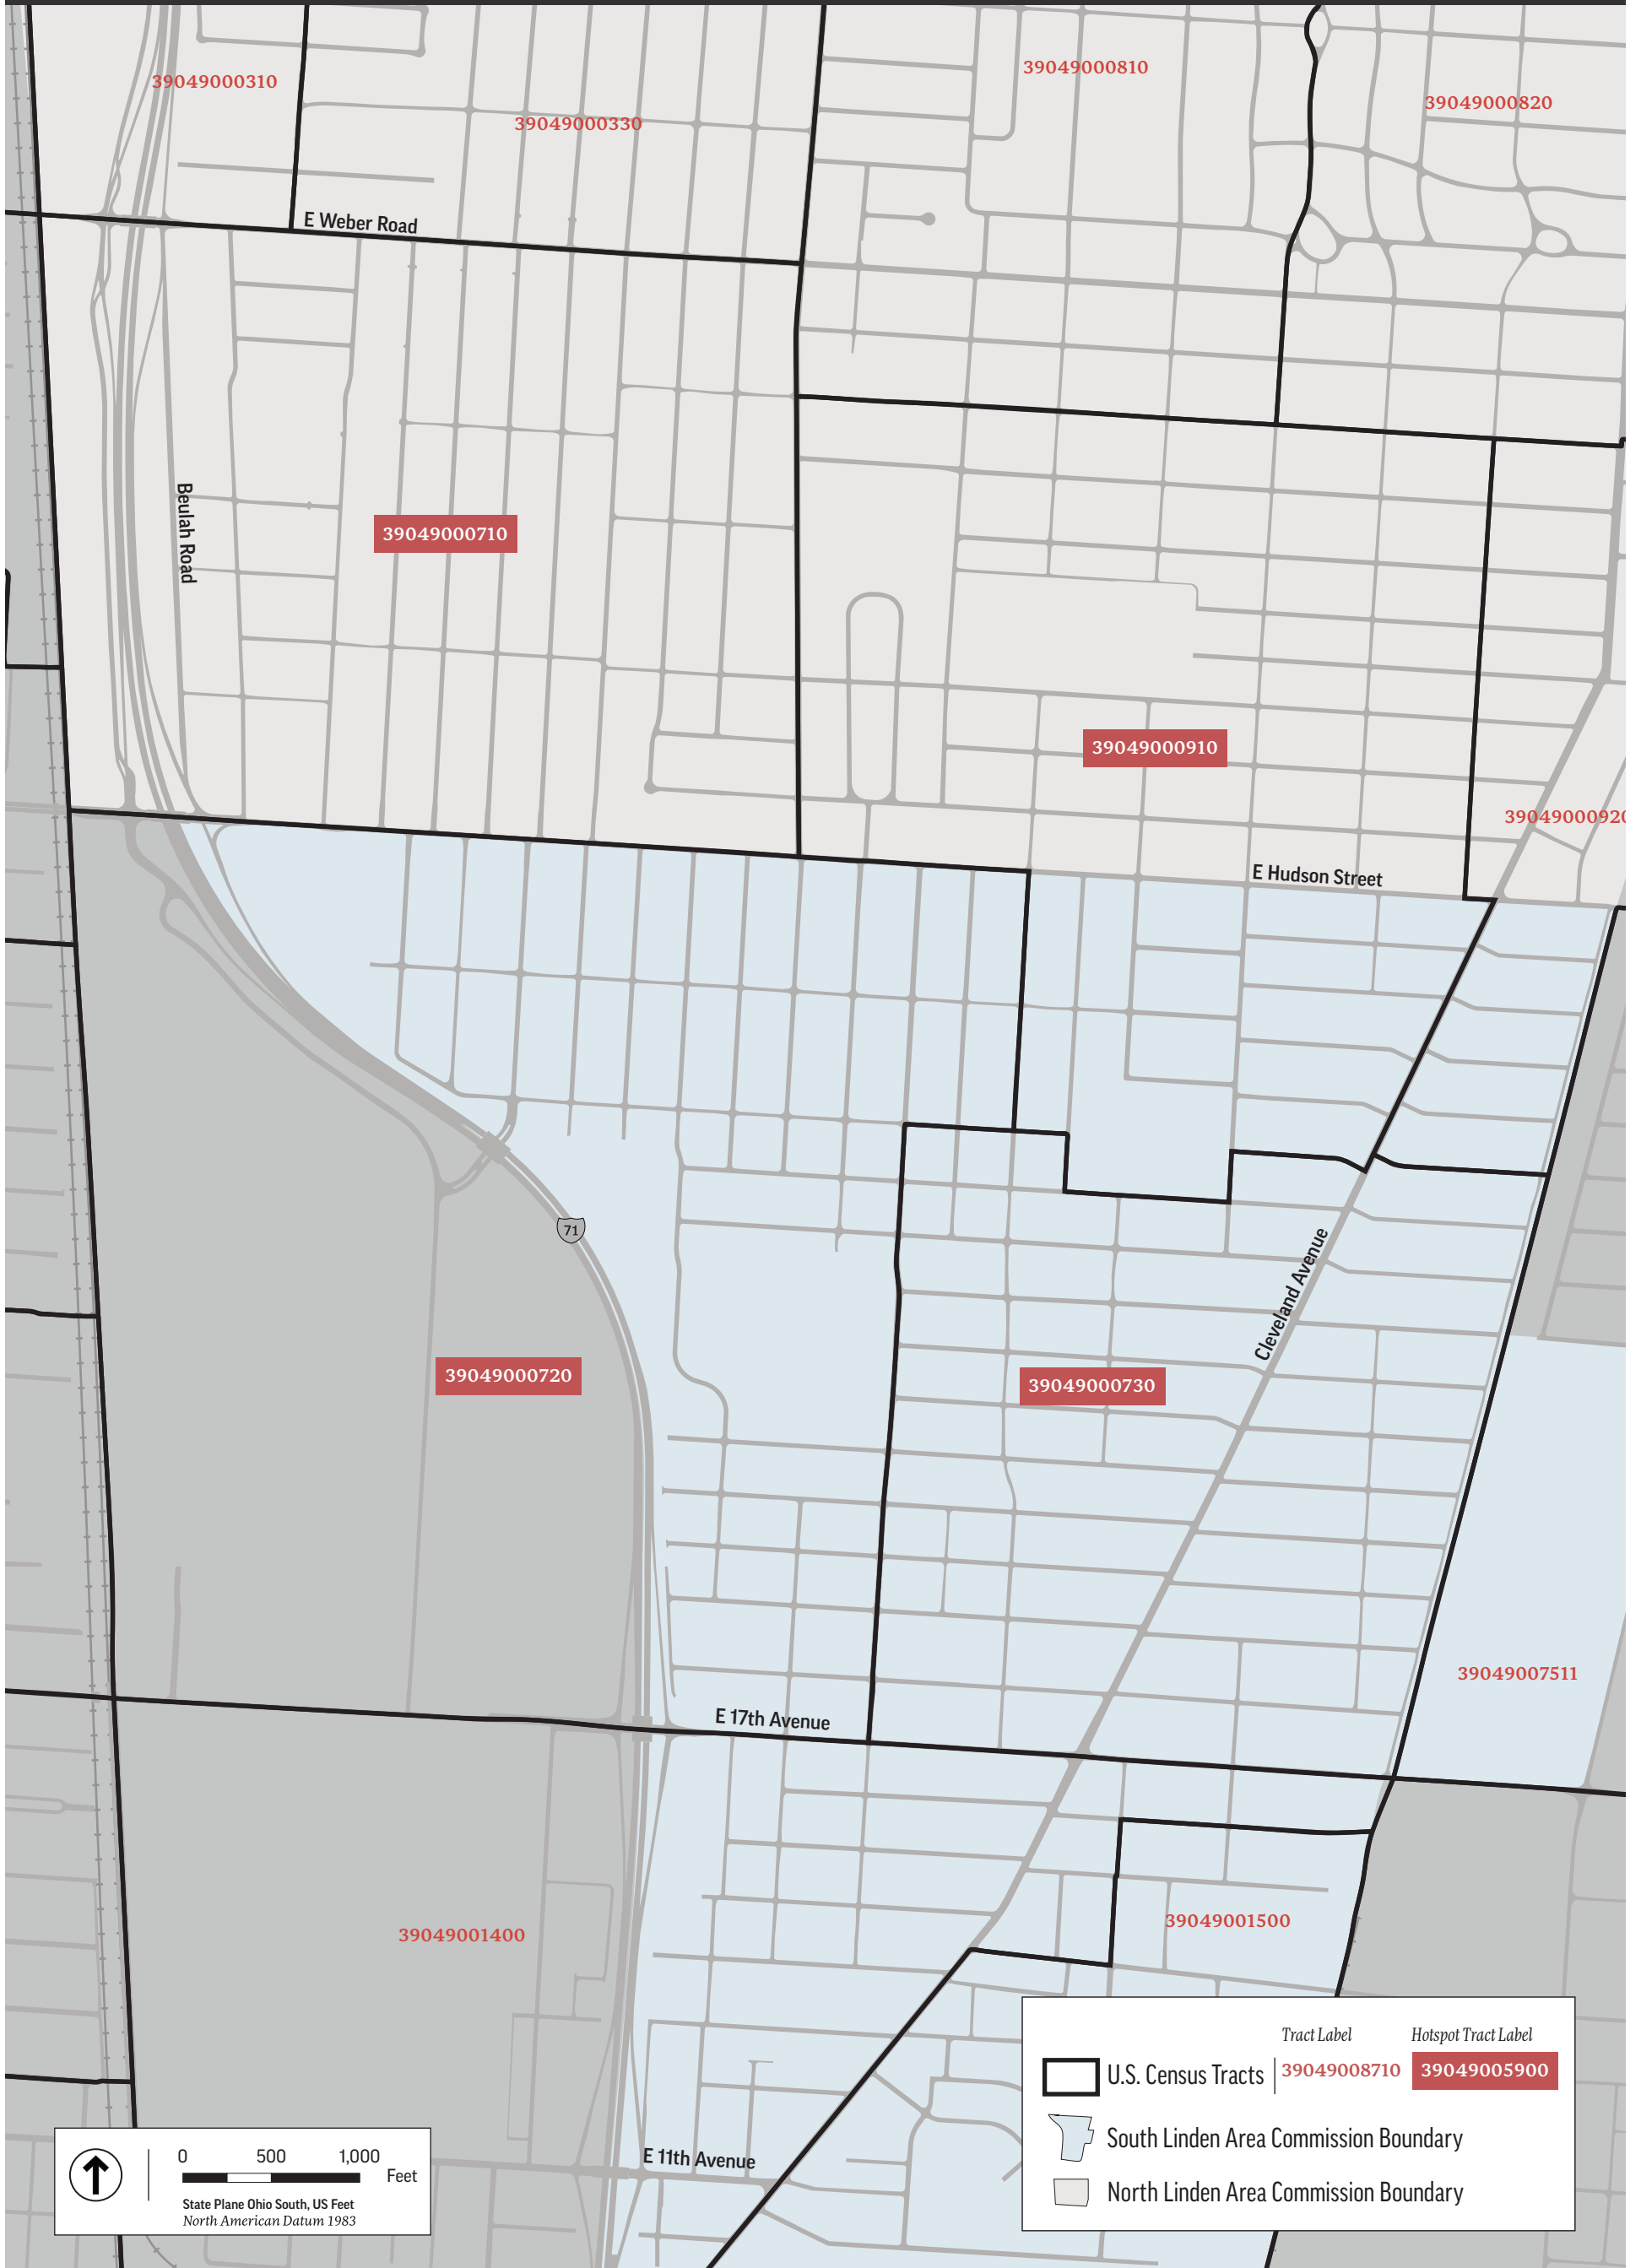 39049000310
39049000330
39049000810
39049000820
E Weber Road
Beulah Road
39049000710
39049000910
39049000920
E Hudson Street
71
Cleveland Avenue
39049000720
39049000730
39049007511
E 17th Avenue
39049001400
39049001500
E 11th Avenue
Tract Label
Hotspot Tract Label
U.S. Census Tracts
39049008710
39049005900
South Linden Area Commission Boundary
North Linden Area Commission Boundary
0 500 1,000
Feet
State Plane Ohio South, US Feet
North American Datum 1983